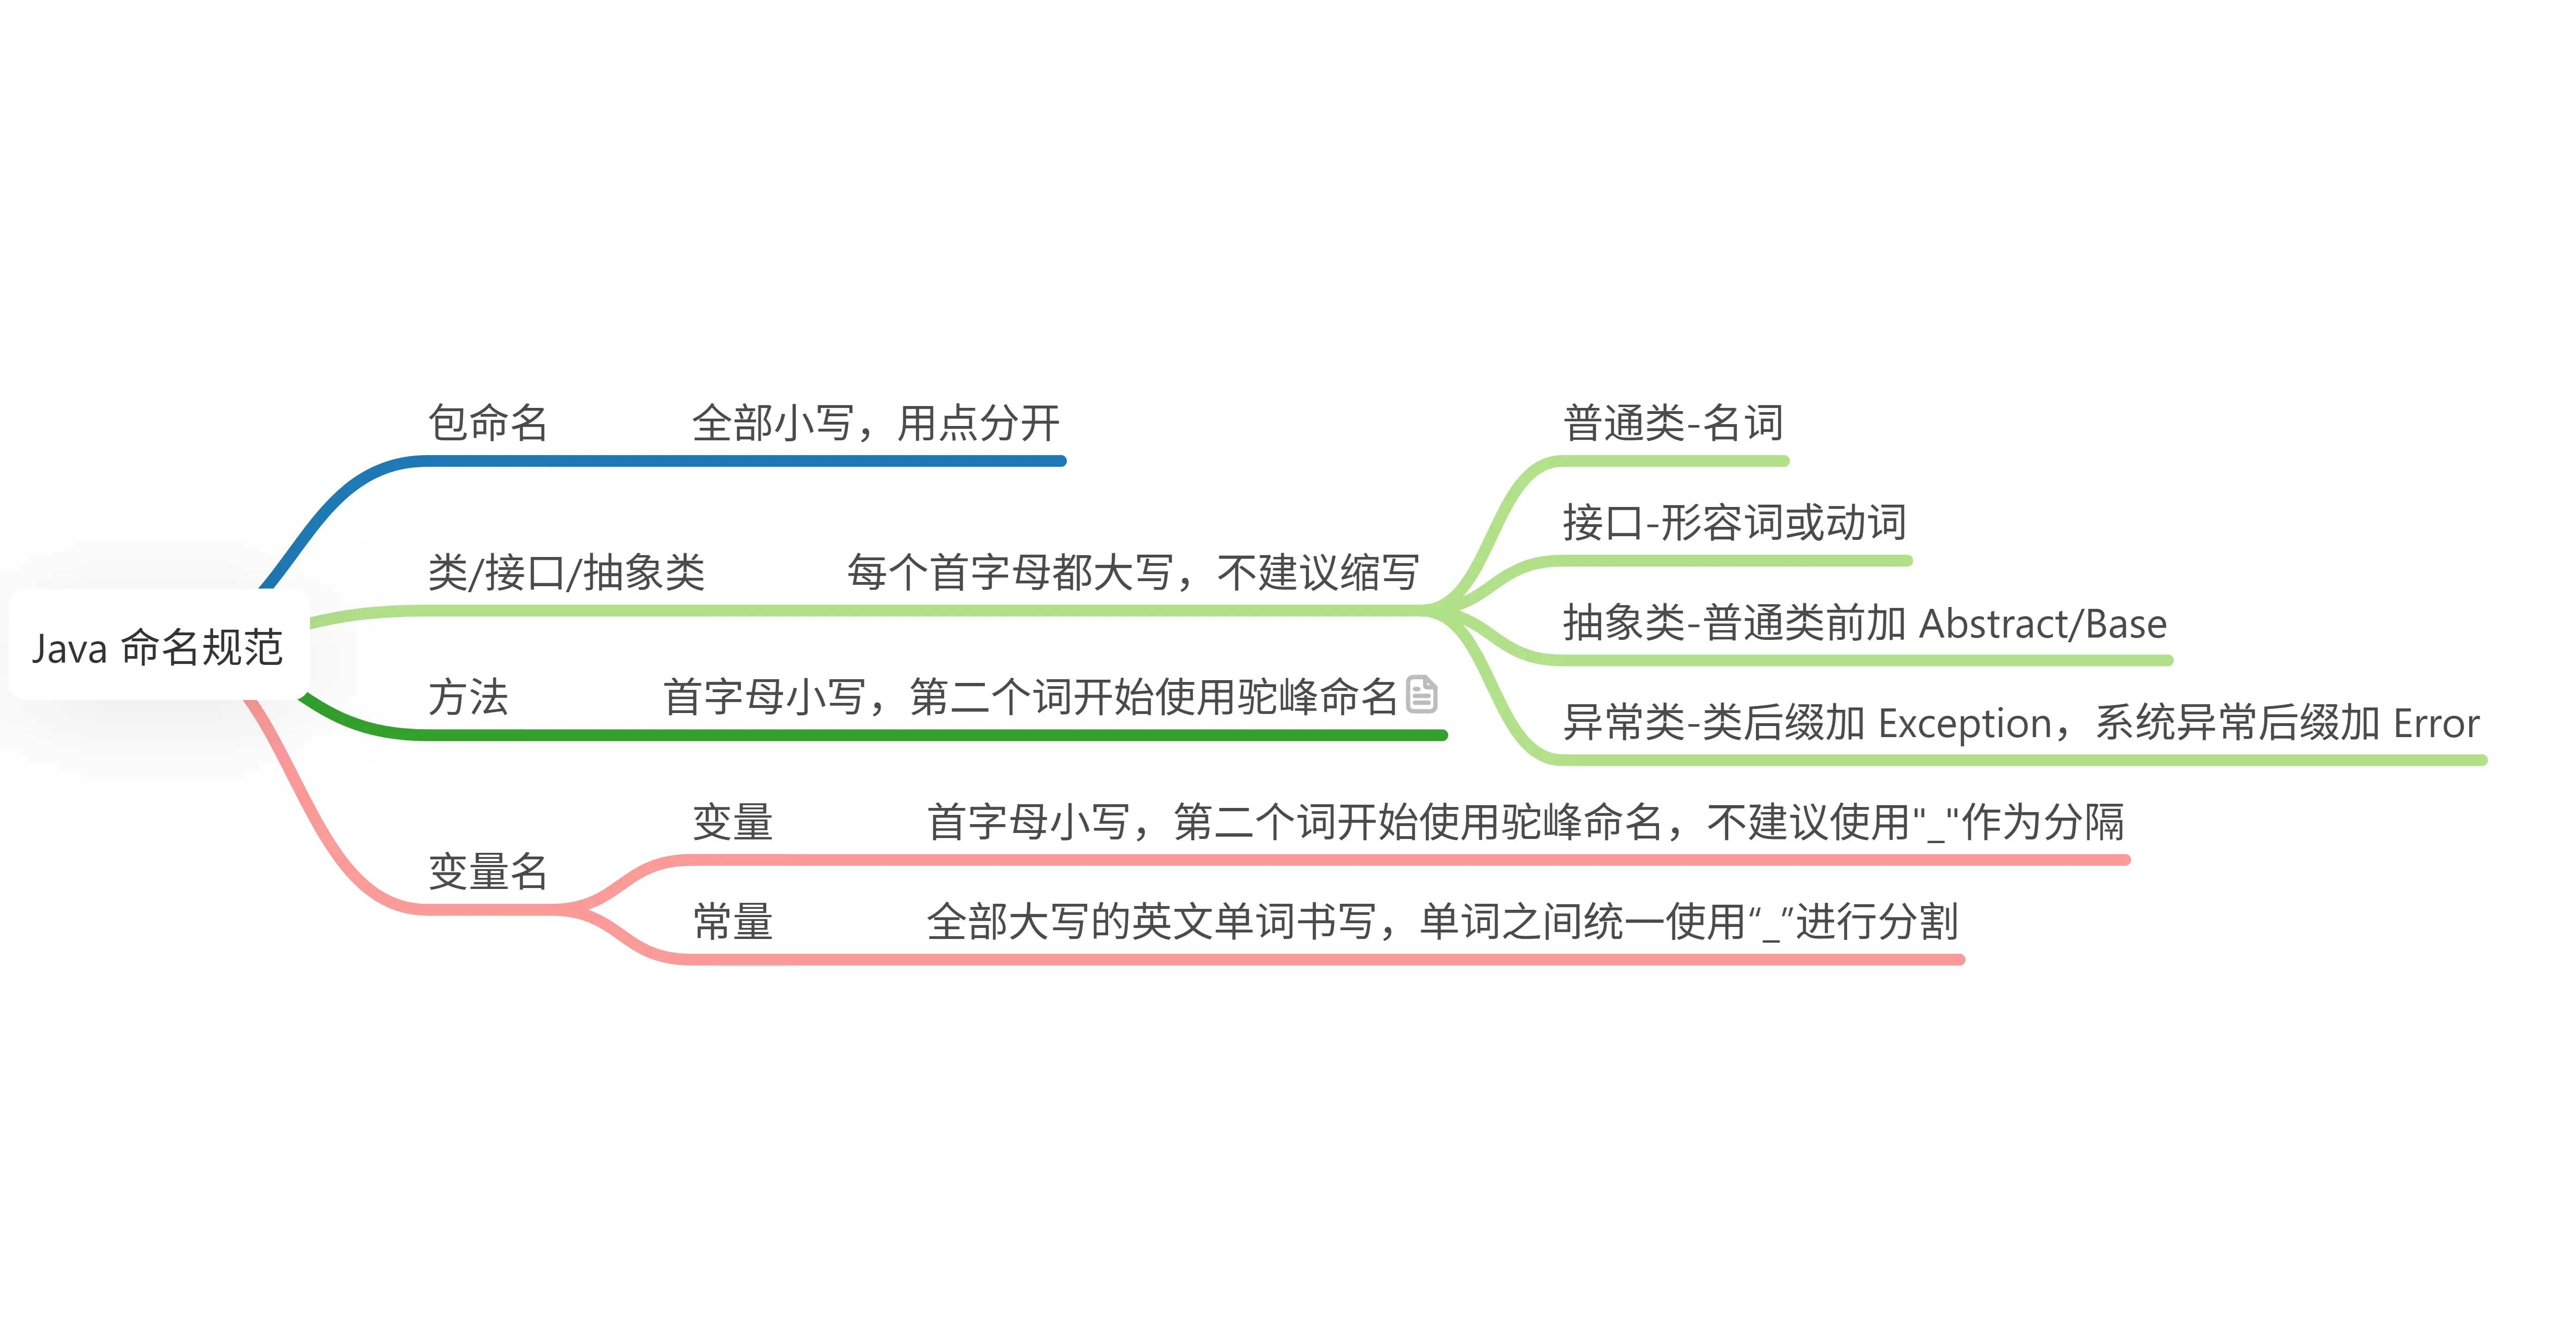 Java 命名规范
包命名
全部小写，用点分开
类/接口/抽象类
每个首字母都大写，不建议缩写
普通类-名词
接口-形容词或动词
抽象类-普通类前加 Abstract/Base
异常类-类后缀加 Exception，系统异常后缀加 Error
方法
首字母小写，第二个词开始使用驼峰命名
变量名
变量
首字母小写，第二个词开始使用驼峰命名，不建议使用"_"作为分隔
常量
全部大写的英文单词书写，单词之间统一使用“_”进行分割